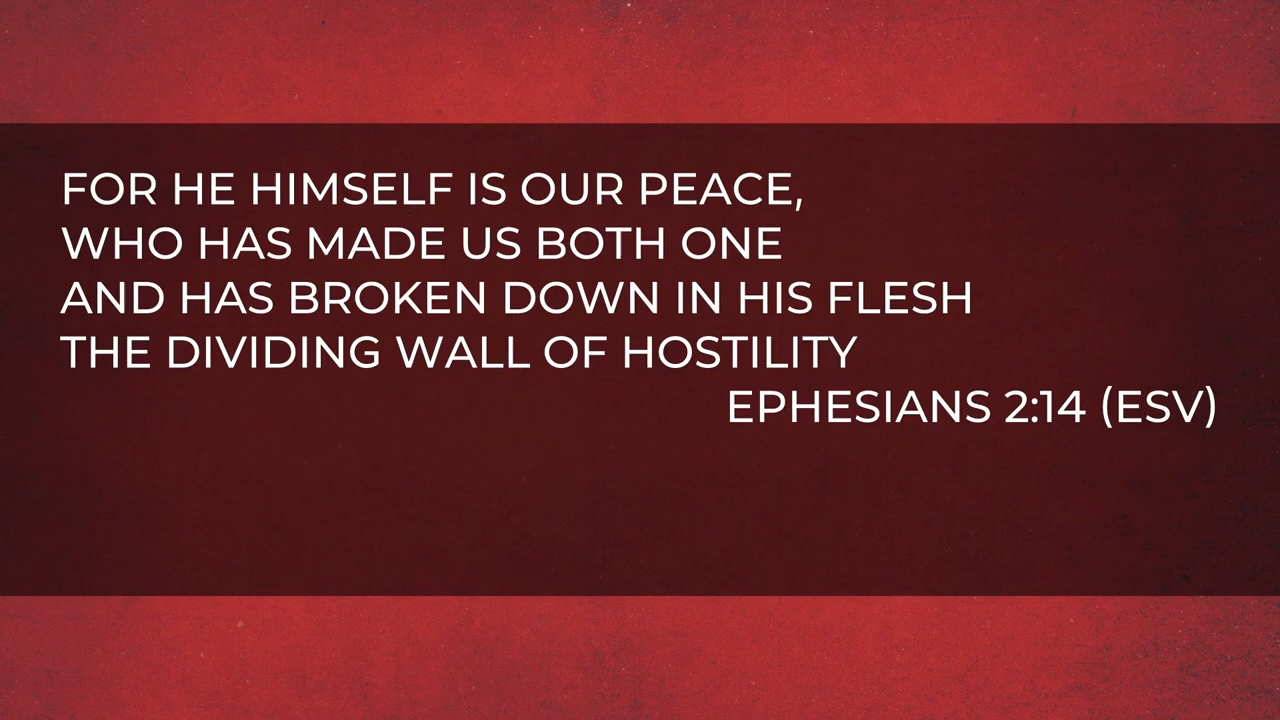 FOR HE HIMSELF IS OUR PEACE,
WHO HAS MADE US BOTH ONE
AND HAS BROKEN DOWN IN HIS FLESH
THE DIVIDING WALL OF HOSTILITY
EPHESIANS 2:14 (ESV)